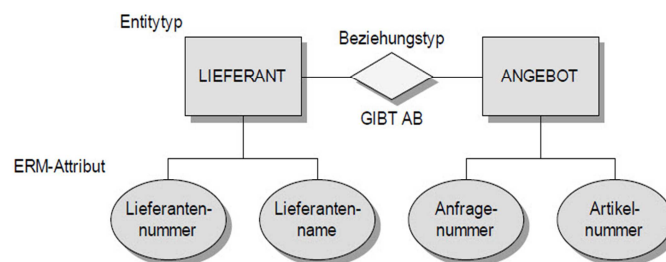 Entitytyp
Beziehungstyp
LIEFERANT
ANGEBOT
GIBT AB
ERM-Attribut
Lieferanten-
nummer
Lieferanten-
name
Anfrage-
nummer
Artikel-
nummer